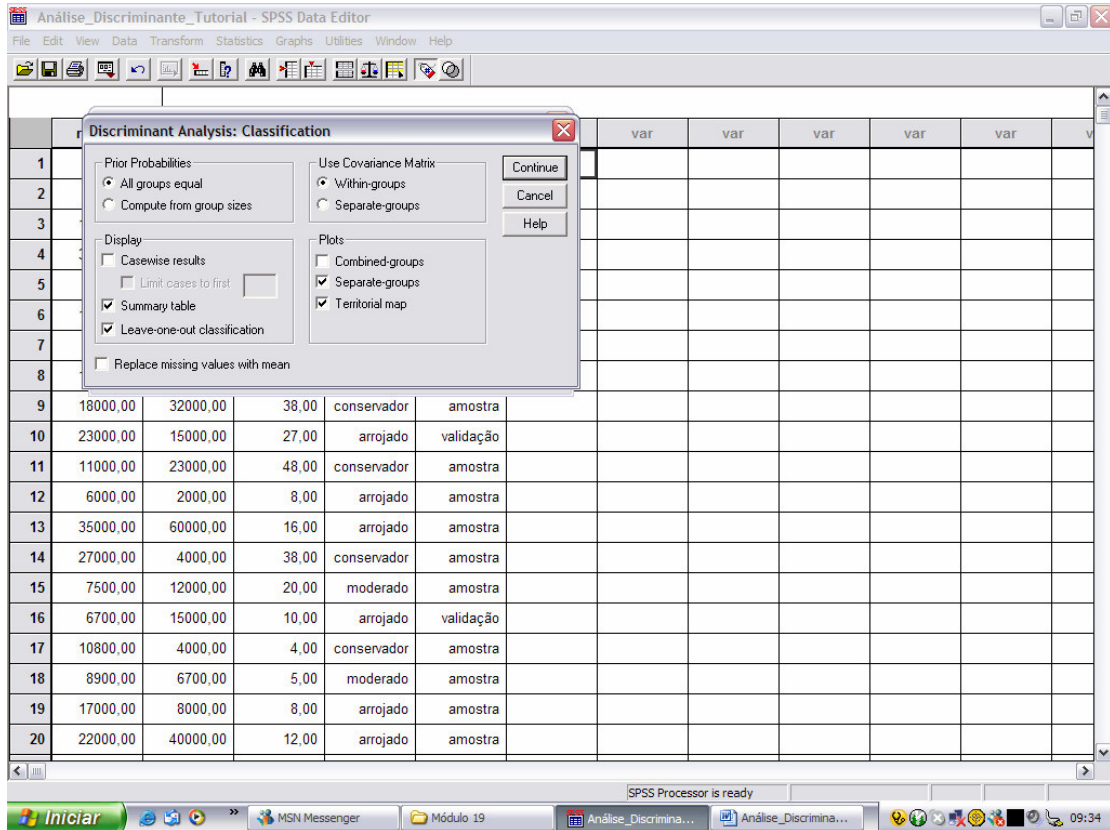 Análise_Discriminante_Tutorial - SPSS Data Editor
File Edit View Data Transform Statistics Graphs Utilities Window Help
Discriminant Analysis: Classification
var var var var var v
Prior Probabilities
All groups equal
Compute from group sizes
Use Covariance Matrix
Within-groups
Separate-groups
Continue
Cancel
Help
Display
Casewise results
Limit cases to first
Summary table
Leave-one-out classification
Plots
Combined-groups
Separate-groups
Territorial map
Replace missing values with mean
1
2
3
4
5
6
7
8
9 18000,00 32000,00 38,00 conservador amostra
10 23000,00 15000,00 27,00 arrojado validação
11 11000,00 23000,00 48,00 conservador amostra
12 6000,00 2000,00 8,00 arrojado amostra
13 35000,00 60000,00 16,00 arrojado amostra
14 27000,00 4000,00 38,00 conservador amostra
15 7500,00 12000,00 20,00 moderado amostra
16 6700,00 15000,00 10,00 arrojado validação
17 10800,00 4000,00 4,00 conservador amostra
18 8900,00 6700,00 5,00 moderado amostra
19 17000,00 8000,00 8,00 arrojado amostra
20 22000,00 40000,00 12,00 arrojado amostra
SPSS Processor is ready
Iniciar » MSN Messenger Módulo 19 Análise_Discrimina... Análise_Discrimina... 09:34